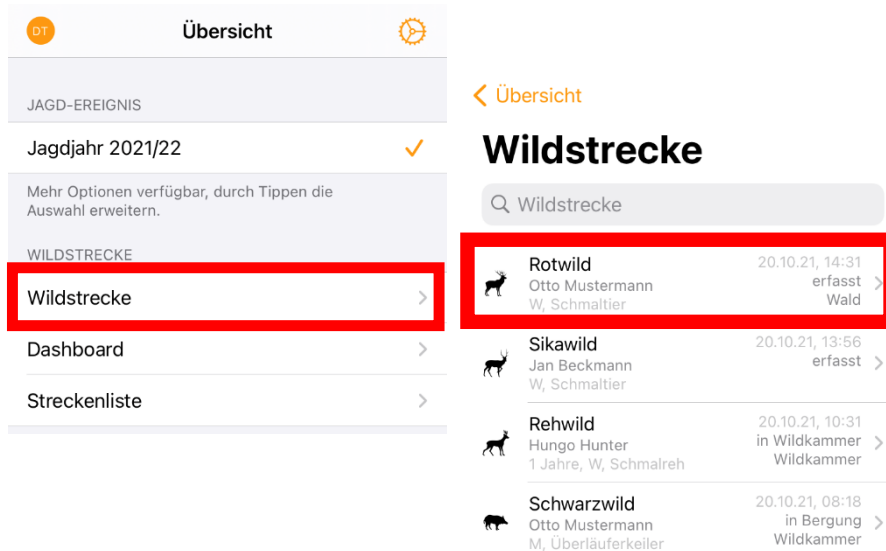 DT
Übersicht
JAGD-EREIGNIS
Jagdjahr 2021/22
Mehr Optionen verfügbar, durch Tippen die
Auswahl erweitern.
WILDSTRECKE
Wildstrecke
Dashboard
Streckenliste
Übersicht
Wildstrecke
Wildstrecke
Rotwild 20.10.21, 14:31
Otto Mustermann erfasst
W, Schmaltier Wald
Sikawild 20.10.21, 13:56
Jan Beckmann erfasst
W, Schmaltier
Rehwild 20.10.21, 10:31
Hungo Hunter in Wildkammer
1 Jahre, W, Schmalreh Wildkammer
Schwarzwild 20.10.21, 08:18
Otto Mustermann in Bergung
M, Überläuferkeiler Wildkammer